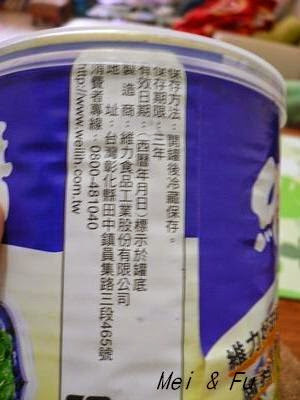 保存方法：開罐後冷藏保存。
保存期限：三年
有效日期：(西曆年月日)標示於罐底
製造商：維力食品工業股份有限公司
地址：台灣彰化縣田中鎮員集路三段465號
消費者專線：0800-481040
http://www.weilih.com.tw
維力
Mei & Fu